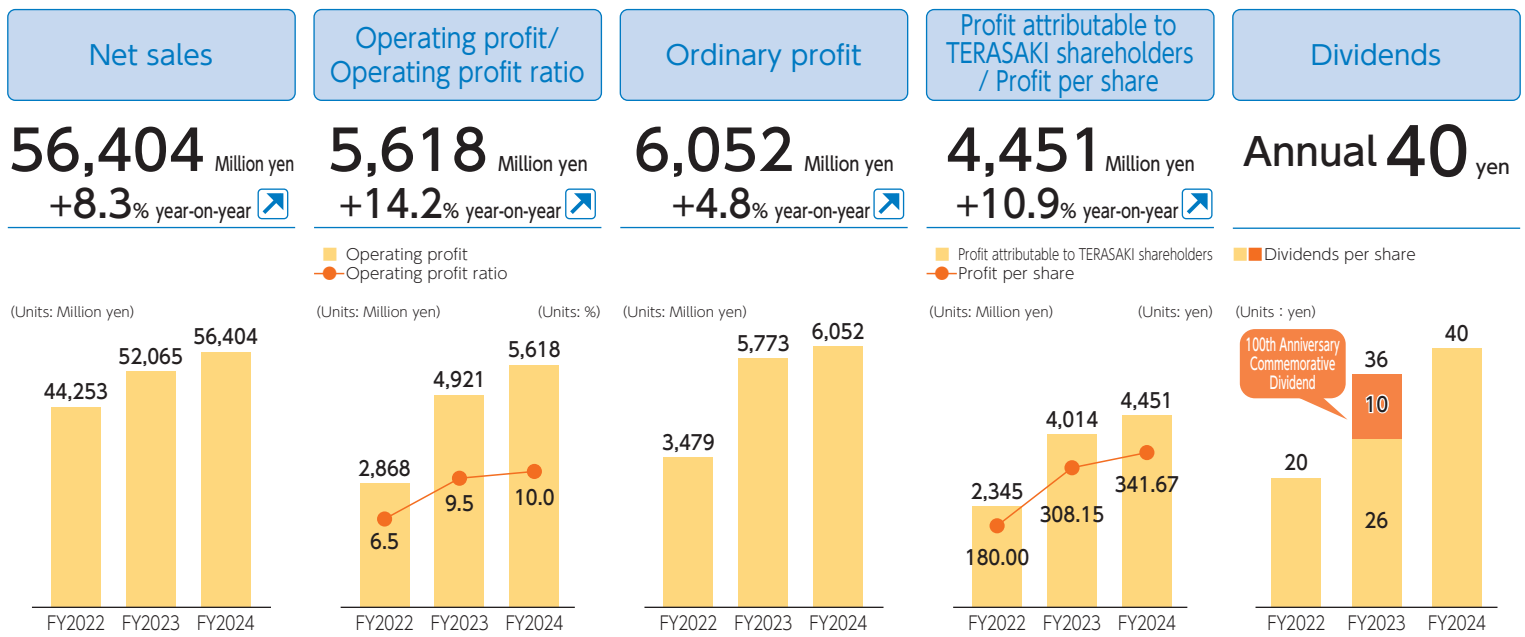 Net sales
56,404 Million yen
+8.3% year-on-year
(Units: Million yen)
44,253
52,065
56,404
FY2022 FY2023 FY2024
Operating profit/
Operating profit ratio
5,618 Million yen
+14.2% year-on-year
Operating profit
Operating profit ratio
(Units: Million yen) (Units: %)
2,868
4,921
5,618
6.5
9.5
10.0
FY2022 FY2023 FY2024
Ordinary profit
6,052 Million yen
+4.8% year-on-year
(Units: Million yen)
3,479
5,773
6,052
FY2022 FY2023 FY2024
Profit attributable to
TERASAKI shareholders
/ Profit per share
4,451 Million yen
+10.9% year-on-year
Profit attributable to TERASAKI shareholders
Profit per share
(Units: Million yen) (Units: yen)
2,345
4,014
4,451
180.00
308.15
341.67
FY2022 FY2023 FY2024
Dividends
Annual 40 yen
Dividends per share
(Units : yen)
100th Anniversary
Commemorative
Dividend
20
36
10
26
40
FY2022 FY2023 FY2024